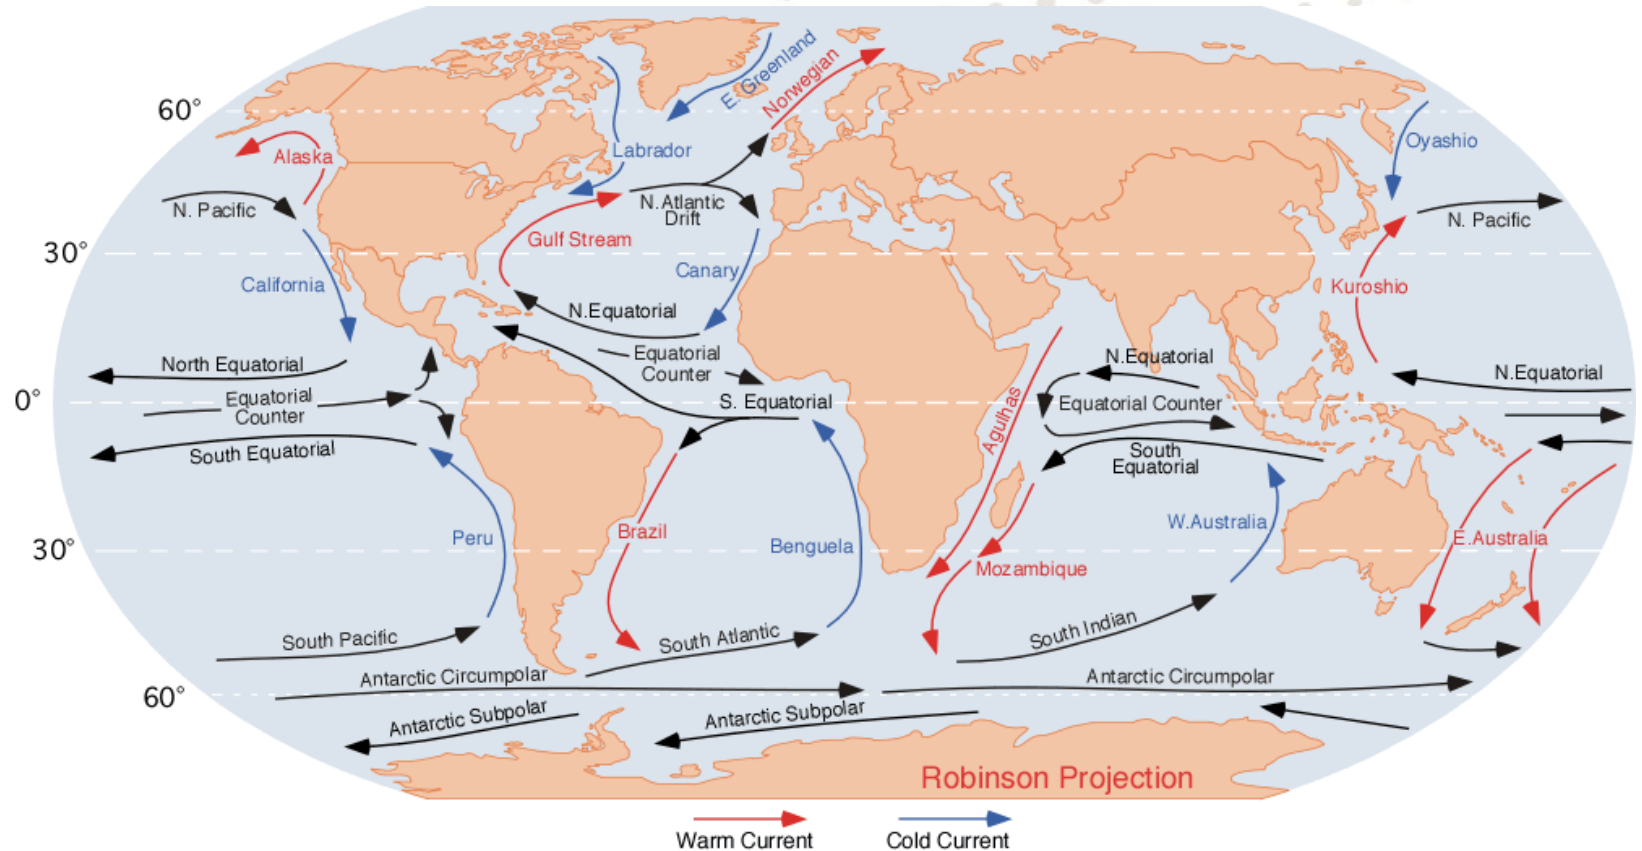 E. Greenland
Norwegian
60°
Oyashio
Labrador
Alaska
N. Pacific
N.Atlantic
Drift
N. Pacific
Gulf Stream
30°
Canary
California
Kuroshio
N.Equatorial
Equatorial
Counter
N.Equatorial
North Equatorial
N.Equatorial
0°
Equatorial
Counter
S. Equatorial
Equatorial Counter
Agulhas
South Equatorial
South
Equatorial
Peru
Brazil
Benguela
W.Australia
E.Australia
30°
Mozambique
South Pacific
South Atlantic
South Indian
Antarctic Circumpolar
Antarctic Circumpolar
60°
Antarctic Subpolar
Antarctic Subpolar
Robinson Projection
Warm Current
Cold Current